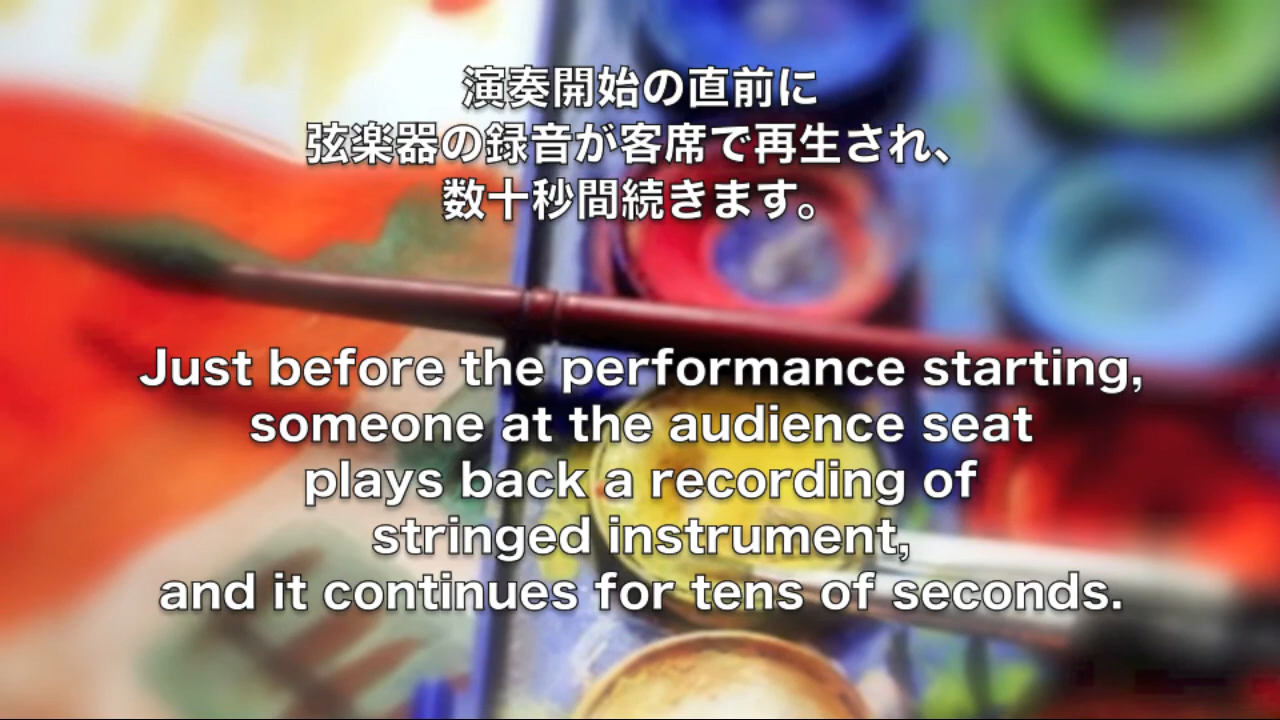 演奏開始の直前に
弦楽器の録音が客席で再生され、
数十秒間続きます。
Just before the performance starting,
someone at the audience seat
plays back a recording of
stringed instrument,
and it continues for tens of seconds.